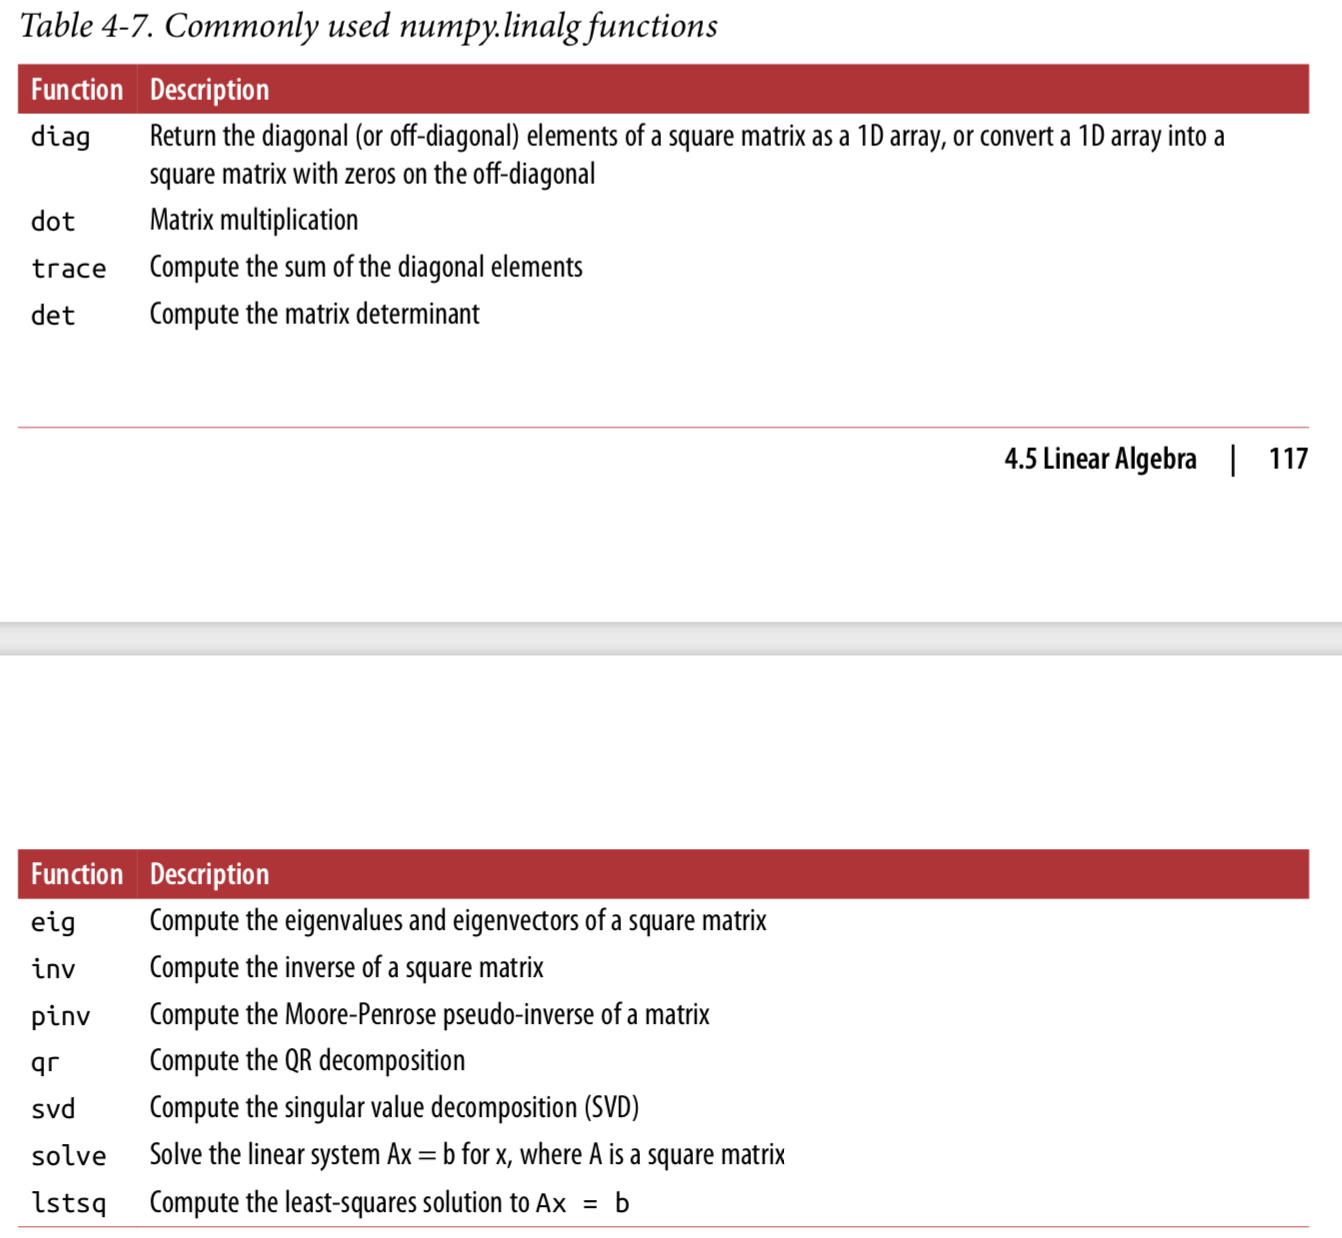 Table 4-7. Commonly used numpy.linalg functions
Function Description
diag Return the diagonal (or off-diagonal) elements of a square matrix as a 1D array, or convert a 1D array into a
square matrix with zeros on the off-diagonal
dot Matrix multiplication
trace Compute the sum of the diagonal elements
det Compute the matrix determinant
4.5 Linear Algebra | 117
Function Description
eig Compute the eigenvalues and eigenvectors of a square matrix
inv Compute the inverse of a square matrix
pinv Compute the Moore-Penrose pseudo-inverse of a matrix
qr Compute the QR decomposition
svd Compute the singular value decomposition (SVD)
solve Solve the linear system Ax = b for x, where A is a square matrix
lstsq Compute the least-squares solution to Ax = b